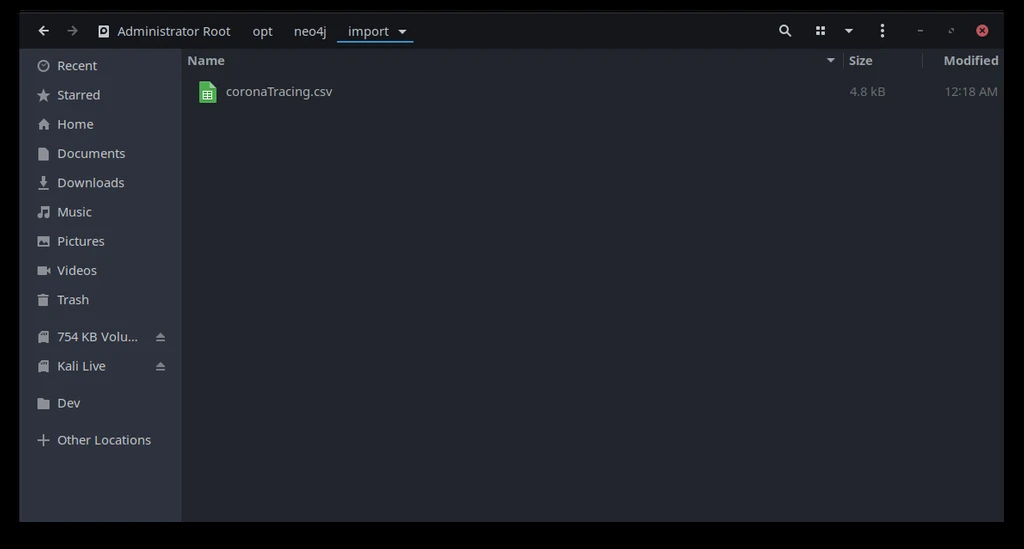 Administrator Root opt neo4j import
Name Size Modified
coronaTracing.csv 4.8 kB 12:18 AM
Recent
Starred
Home
Documents
Downloads
Music
Pictures
Videos
Trash
754 KB Volu...
Kali Live
Dev
Other Locations